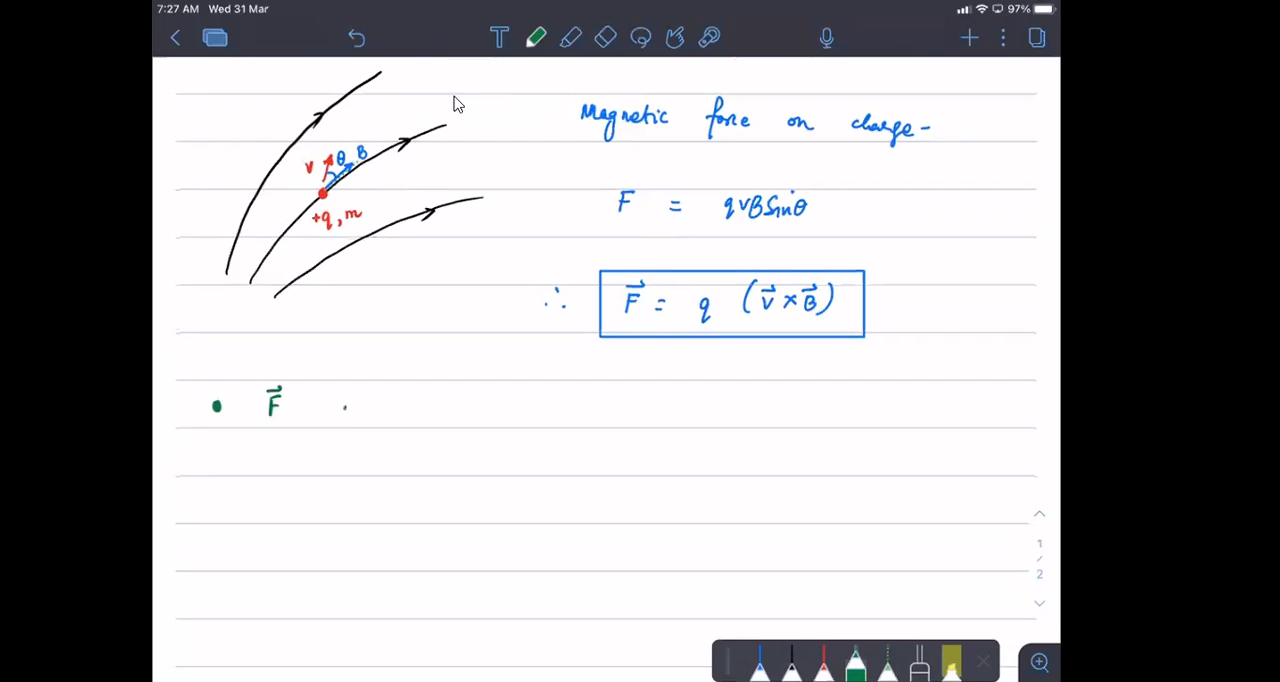 7:27 AM Wed 31 Mar
97%
T
Magnetic force on charge-
v θ B
+q, m
F = qvBSinθ
∴ F⃗ = q (v⃗ × B⃗)
• F⃗
1
/
2